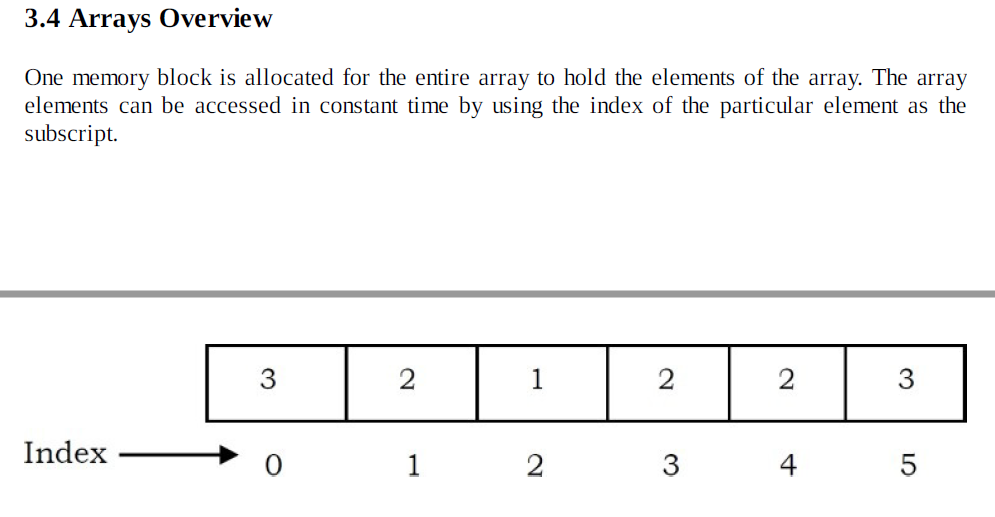 3.4 Arrays Overview
One memory block is allocated for the entire array to hold the elements of the array. The array
elements can be accessed in constant time by using the index of the particular element as the
subscript.
3 2 1 2 2 3
Index 0 1 2 3 4 5